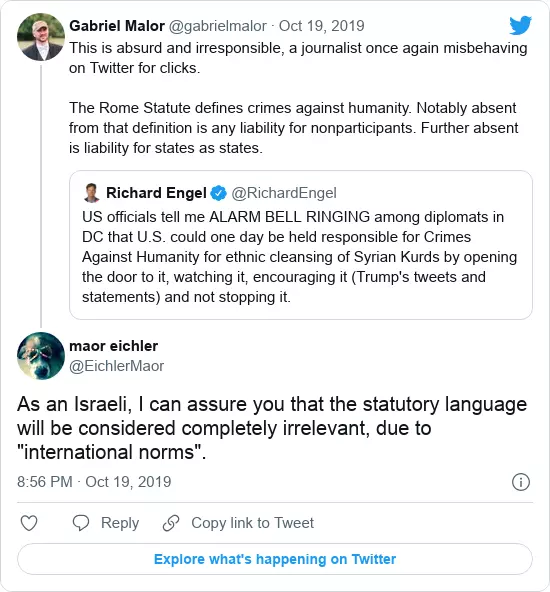 Gabriel Malor @gabrielmalor · Oct 19, 2019
This is absurd and irresponsible, a journalist once again misbehaving
on Twitter for clicks.
The Rome Statute defines crimes against humanity. Notably absent
from that definition is any liability for nonparticipants. Further absent
is liability for states as states.
Richard Engel @RichardEngel
US officials tell me ALARM BELL RINGING among diplomats in
DC that U.S. could one day be held responsible for Crimes
Against Humanity for ethnic cleansing of Syrian Kurds by opening
the door to it, watching it, encouraging it (Trump's tweets and
statements) and not stopping it.
maor eichler
@EichlerMaor
As an Israeli, I can assure you that the statutory language
will be considered completely irrelevant, due to
"international norms".
8:56 PM · Oct 19, 2019
Reply Copy link to Tweet
Explore what's happening on Twitter